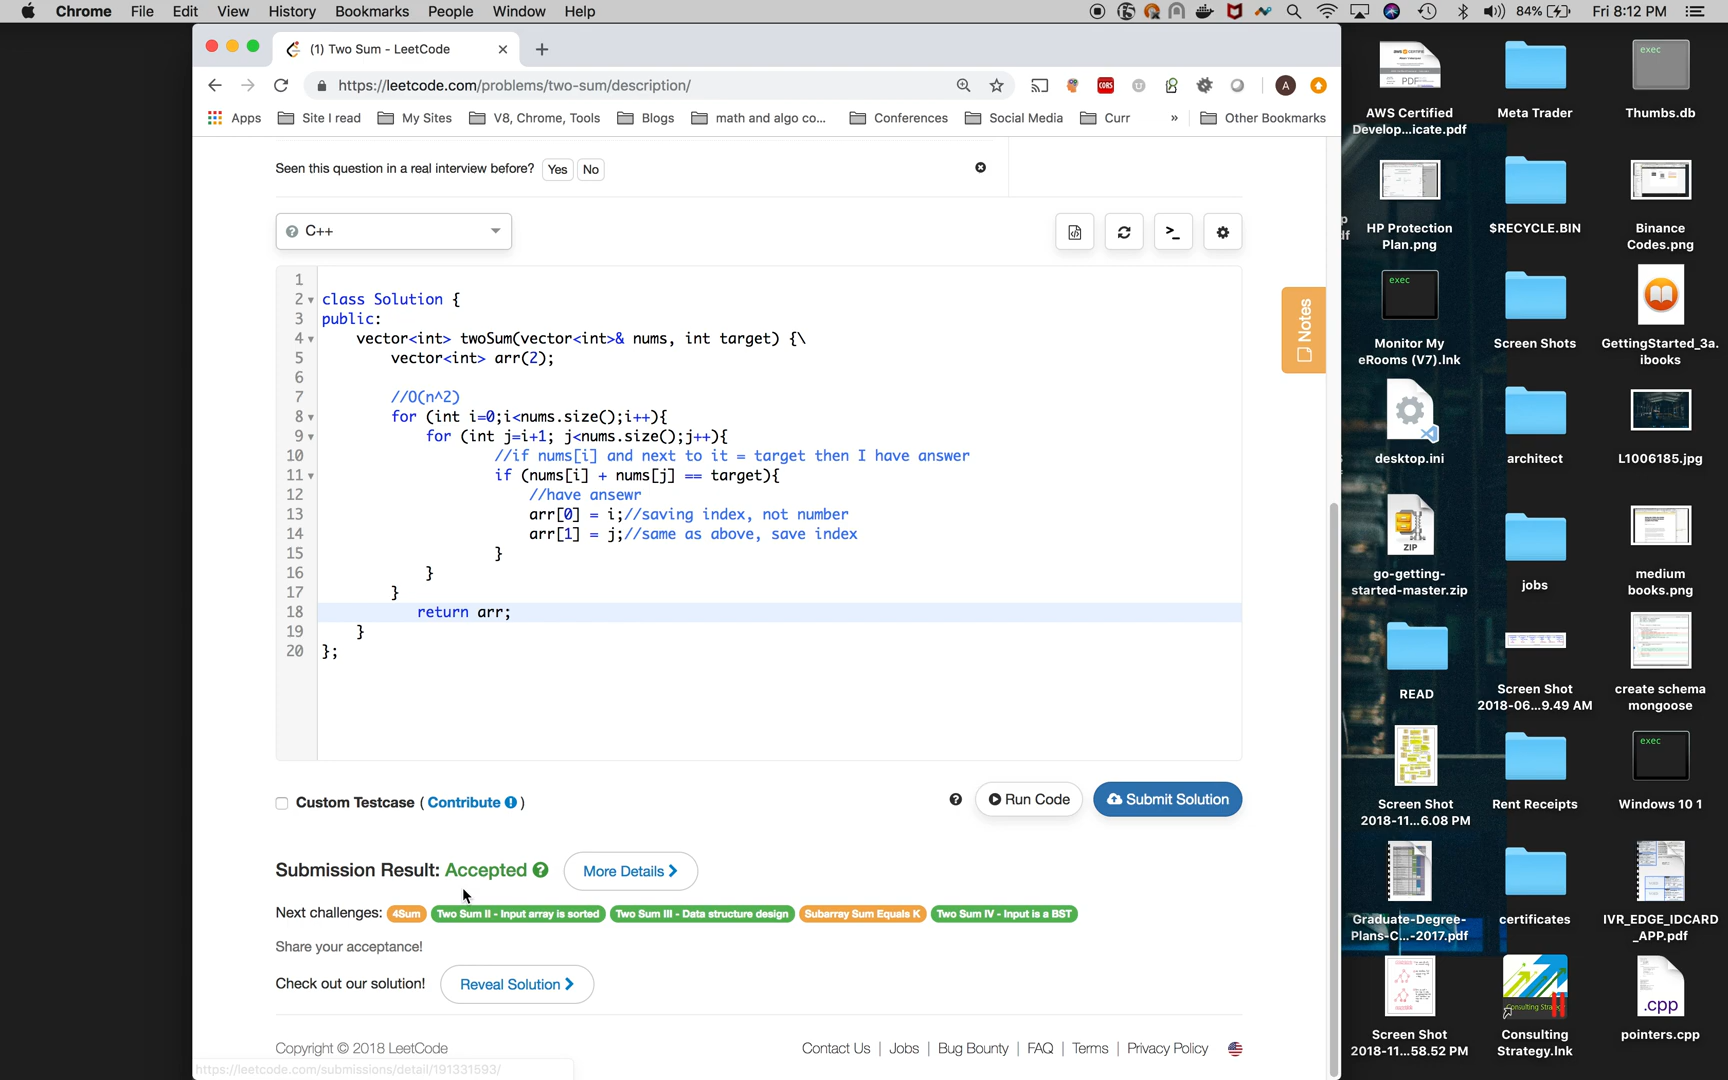 Chrome File Edit View History Bookmarks People Window Help
84%
Fri 8:12 PM
(1) Two Sum - LeetCode
https://leetcode.com/problems/two-sum/description/
CORS
A
Apps Site I read My Sites V8, Chrome, Tools Blogs math and algo co... Conferences Social Media Curr » Other Bookmarks
Seen this question in a real interview before? Yes No
C++
1
2 class Solution {
3 public:
4 vector<int> twoSum(vector<int>& nums, int target) {\
5 vector<int> arr(2);
6
7 //O(n^2)
8 for (int i=0;i<nums.size();i++){
9 for (int j=i+1; j<nums.size();j++){
10 //if nums[i] and next to it = target then I have answer
11 if (nums[i] + nums[j] == target){
12 //have ansewr
13 arr[0] = i;//saving index, not number
14 arr[1] = j;//same as above, save index
15 }
16 }
17 }
18 return arr;
19 }
20 };
Notes
Custom Testcase ( Contribute )
Run Code
Submit Solution
Submission Result: Accepted
More Details
Next challenges: 4Sum Two Sum II - Input array is sorted Two Sum III - Data structure design Subarray Sum Equals K Two Sum IV - Input is a BST
Share your acceptance!
Check out our solution! Reveal Solution
Copyright © 2018 LeetCode
Contact Us | Jobs | Bug Bounty | FAQ | Terms | Privacy Policy
https://leetcode.com/submissions/detail/191331593/
AWS Certified
Develop...icate.pdf
Meta Trader
exec
Thumbs.db
HP Protection
Plan.png
$RECYCLE.BIN
Binance
Codes.png
exec
Monitor My
eRooms (V7).lnk
Screen Shots
GettingStarted_3a.
ibooks
desktop.ini
architect
L1006185.jpg
ZIP
go-getting-
started-master.zip
jobs
medium
books.png
READ
Screen Shot
2018-06...9.49 AM
create schema
mongoose
Screen Shot
2018-11...6.08 PM
Rent Receipts
exec
Windows 10 1
Graduate-Degree-
Plans-C...-2017.pdf
certificates
IVR_EDGE_IDCARD
_APP.pdf
Screen Shot
2018-11...58.52 PM
Consulting
Strategy.lnk
.cpp
pointers.cpp